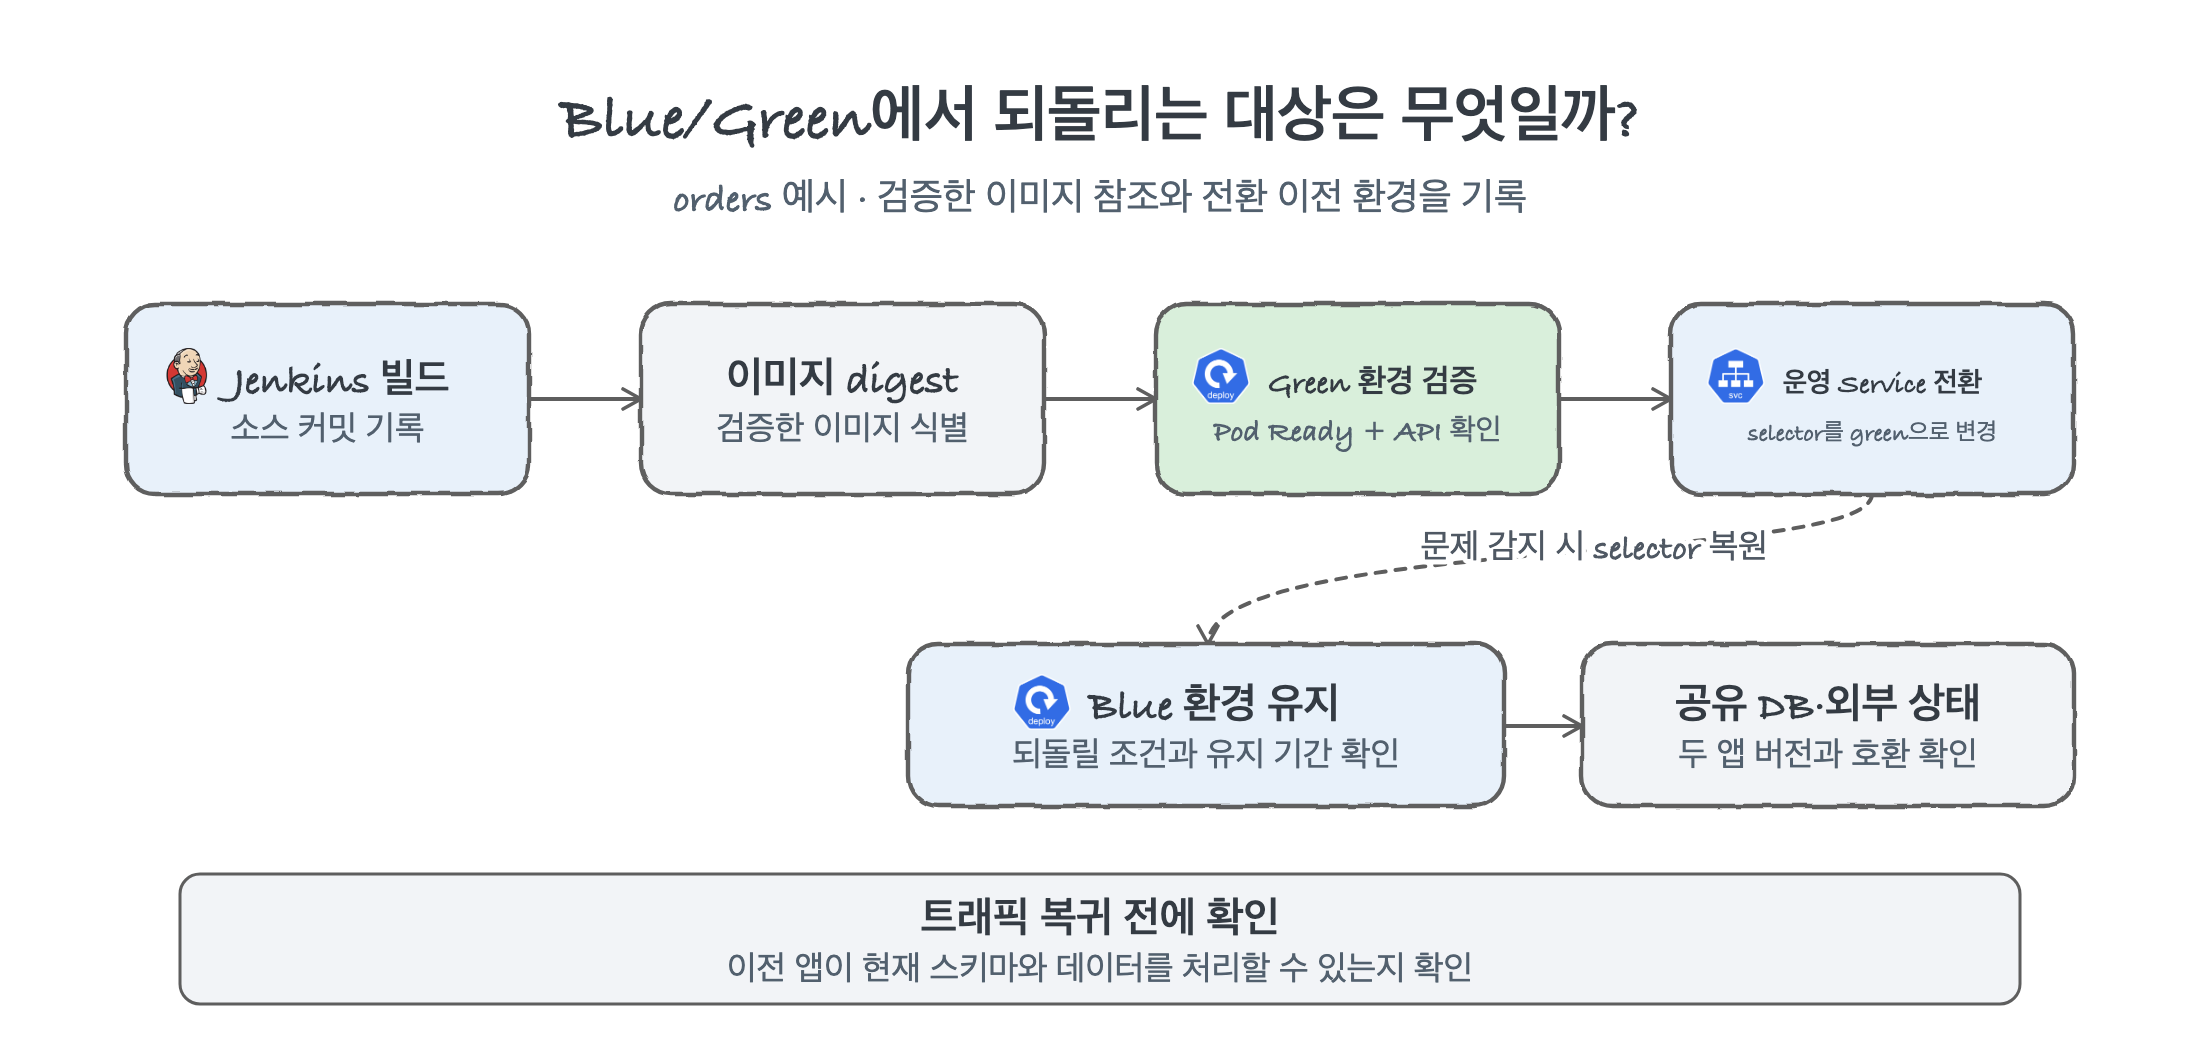 Blue/Green에서 되돌리는 대상은 무엇일까?
orders 예시 · 검증한 이미지 참조와 전환 이전 환경을 기록
Jenkins 빌드
소스 커밋 기록
이미지 digest
검증한 이미지 식별
deploy
Green 환경 검증
Pod Ready + API 확인
svc
운영 Service 전환
selector를 green으로 변경
문제 감지 시 selector 복원
deploy
Blue 환경 유지
되돌릴 조건과 유지 기간 확인
공유 DB·외부 상태
두 앱 버전과 호환 확인
트래픽 복귀 전에 확인
이전 앱이 현재 스키마와 데이터를 처리할 수 있는지 확인